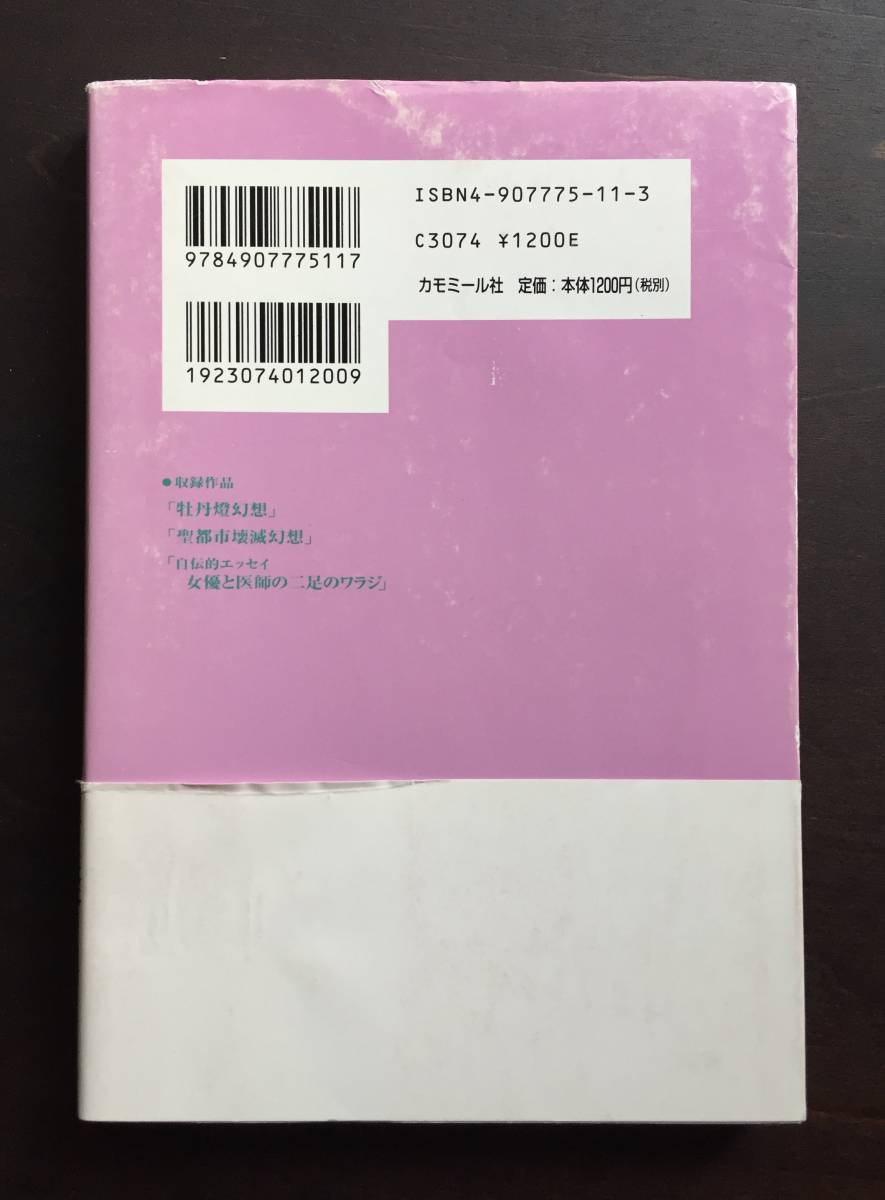 ISBN4-907775-11-3
C3074 ¥1200E
カモミール社 定価：本体1200円(税別)
9784907775117
1923074012009
●収録作品
「牡丹燈幻想」
「聖都市壊滅幻想」
「自伝的エッセイ
女優と医師の二足のワラジ」